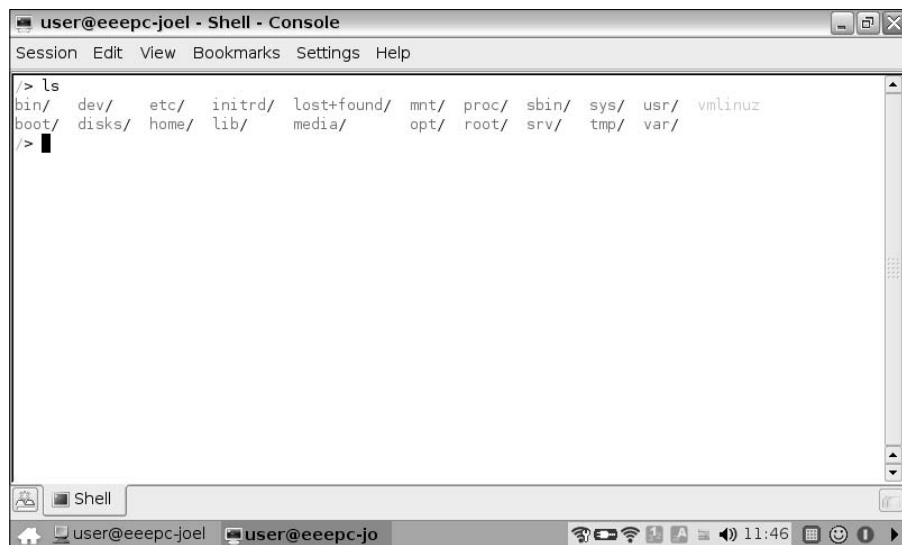 user@eeepc-joel - Shell - Console
Session Edit View Bookmarks Settings Help
/> ls
bin/ dev/ etc/ initrd/ lost+found/ mnt/ proc/ sbin/ sys/ usr/ vmlinuz
boot/ disks/ home/ lib/ media/ opt/ root/ srv/ tmp/ var/
/>
Shell
user@eeepc-joel user@eeepc-jo 1 A 11:46